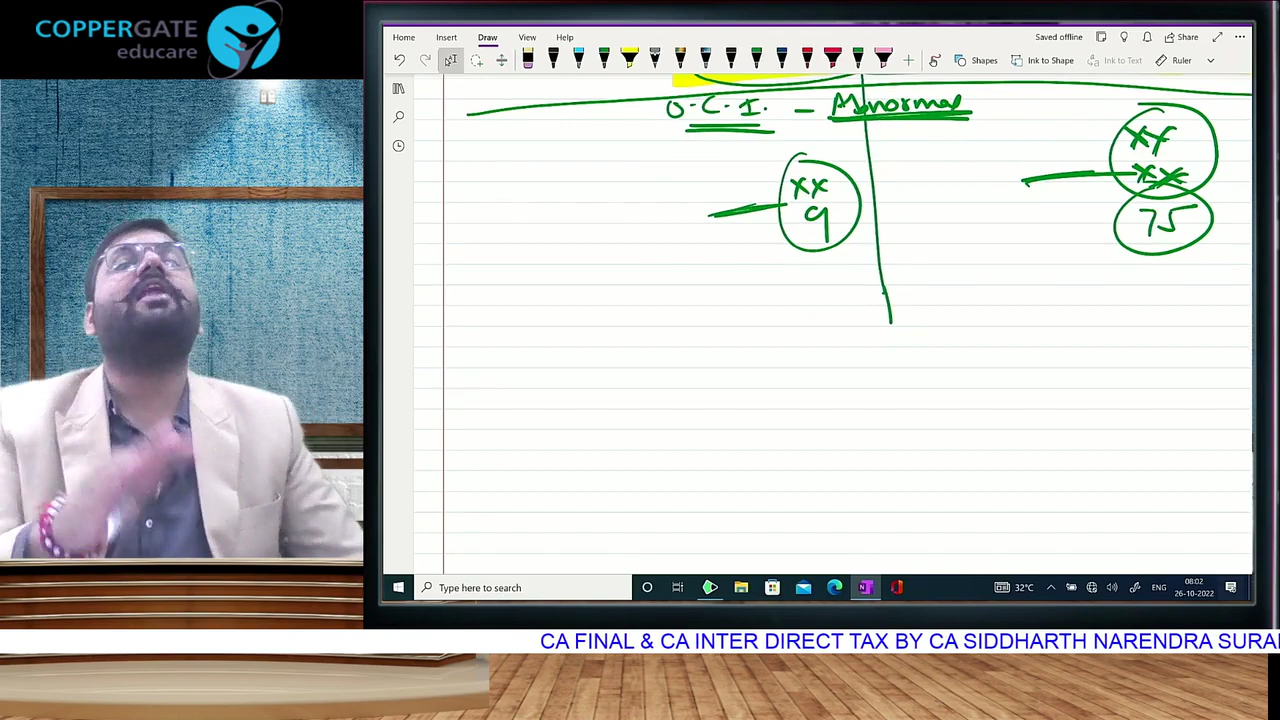 COPPERGATE
educare
Home Insert Draw View Help
Saved offline
Share
Shapes
Ink to Shape
Ink to Text
Ruler
O.C.I. - Abnormal
xx
9
xx
xx
75
Type here to search
32°C
ENG
08:02
26-10-2022
CA FINAL & CA INTER DIRECT TAX BY CA SIDDHARTH NARENDRA SURA